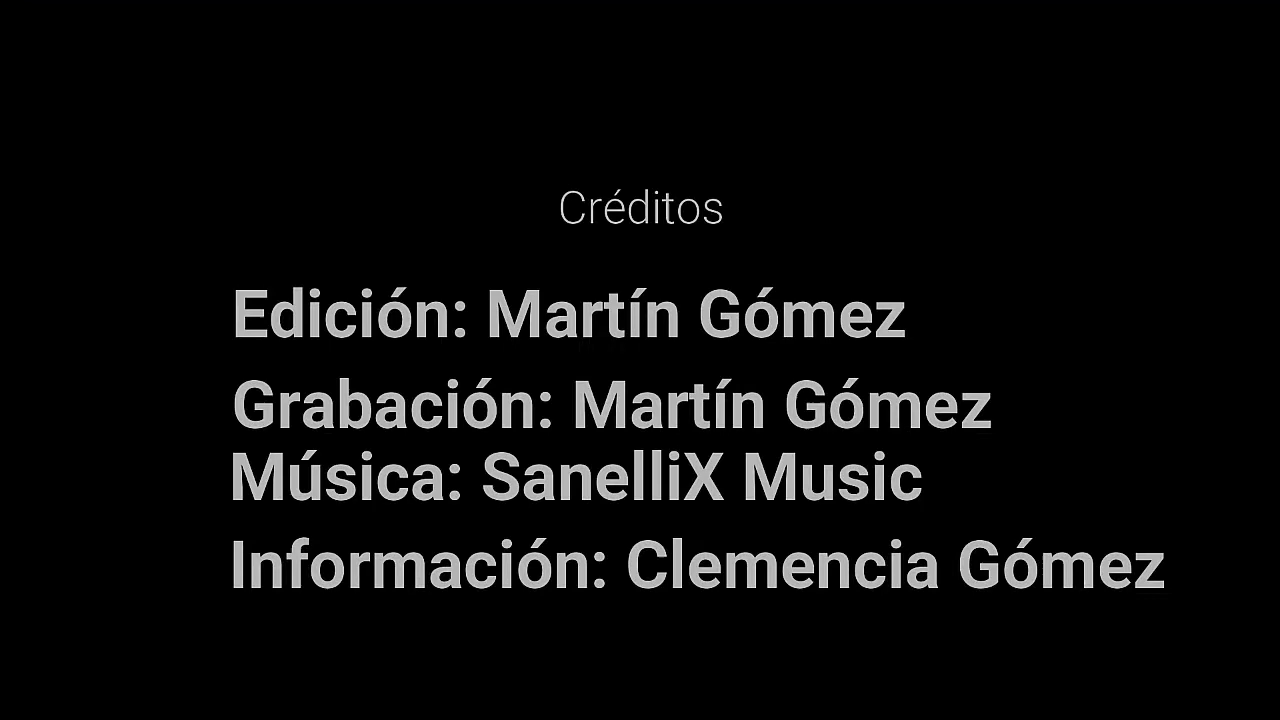 Créditos
Edición: Martín Gómez
Grabación: Martín Gómez
Música: SanelliX Music
Información: Clemencia Gómez